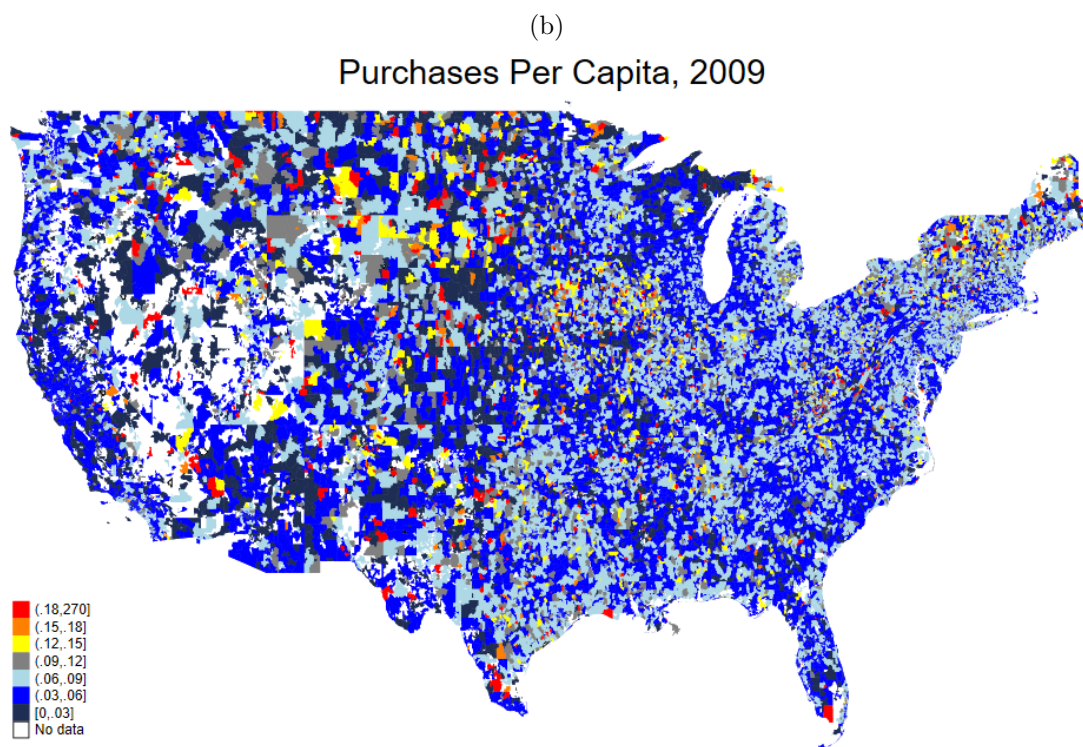 (b)
Purchases Per Capita, 2009
(.18,270]
(.15,.18]
(.12,.15]
(.09,.12]
(.06,.09]
(.03,.06]
[0,.03]
No data